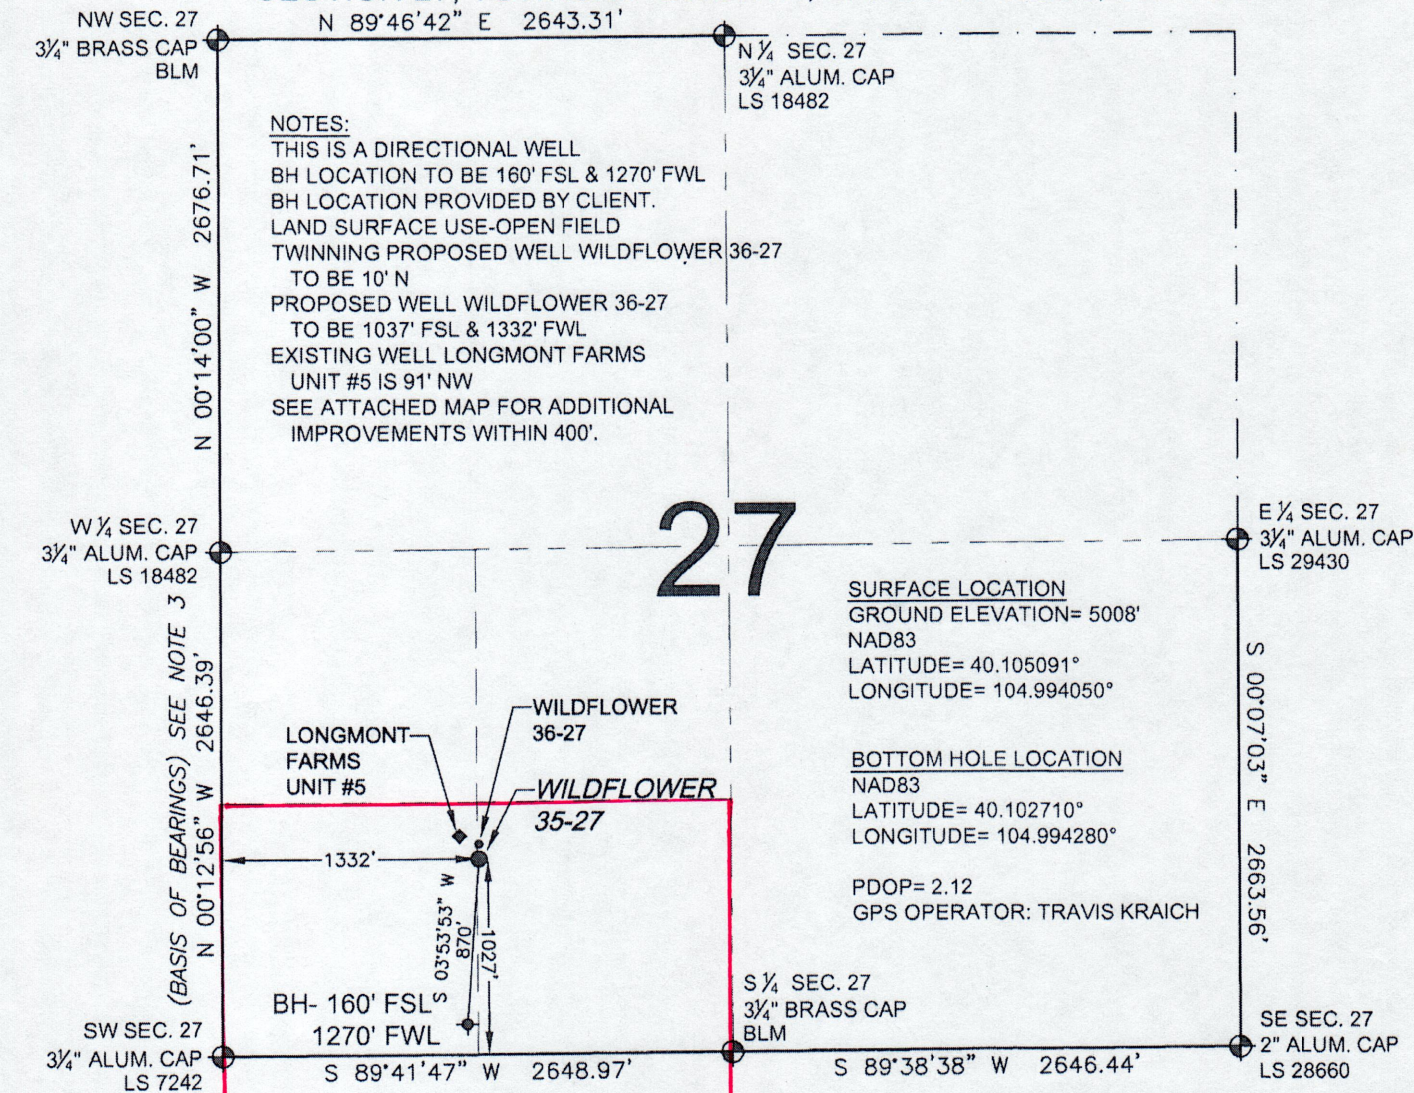 NW SEC. 27
3¼" BRASS CAP
BLM
N 89°46'42" E 2643.31'
N ¼ SEC. 27
3¼" ALUM. CAP
LS 18482
NOTES:
THIS IS A DIRECTIONAL WELL
BH LOCATION TO BE 160' FSL & 1270' FWL
BH LOCATION PROVIDED BY CLIENT.
LAND SURFACE USE-OPEN FIELD
TWINNING PROPOSED WELL WILDFLOWER 36-27
TO BE 10' N
PROPOSED WELL WILDFLOWER 36-27
TO BE 1037' FSL & 1332' FWL
EXISTING WELL LONGMONT FARMS
UNIT #5 IS 91' NW
SEE ATTACHED MAP FOR ADDITIONAL
IMPROVEMENTS WITHIN 400'.
N 00°14'00" W 2676.71'
27
W ¼ SEC. 27
3¼" ALUM. CAP
LS 18482
E ¼ SEC. 27
3¼" ALUM. CAP
LS 29430
SURFACE LOCATION
GROUND ELEVATION= 5008'
NAD83
LATITUDE= 40.105091°
LONGITUDE= 104.994050°
BOTTOM HOLE LOCATION
NAD83
LATITUDE= 40.102710°
LONGITUDE= 104.994280°
PDOP= 2.12
GPS OPERATOR: TRAVIS KRAICH
S 00°07'03" E 2663.56'
(BASIS OF BEARINGS) SEE NOTE 3
N 00°12'56" W 2646.39'
LONGMONT
FARMS
UNIT #5
WILDFLOWER
36-27
WILDFLOWER
35-27
1332'
S 03°53'53" W
870'
1027'
BH- 160' FSL
1270' FWL
SW SEC. 27
3¼" ALUM. CAP
LS 7242
S 89°41'47" W 2648.97'
S ¼ SEC. 27
3¼" BRASS CAP
BLM
S 89°38'38" W 2646.44'
SE SEC. 27
2" ALUM. CAP
LS 28660